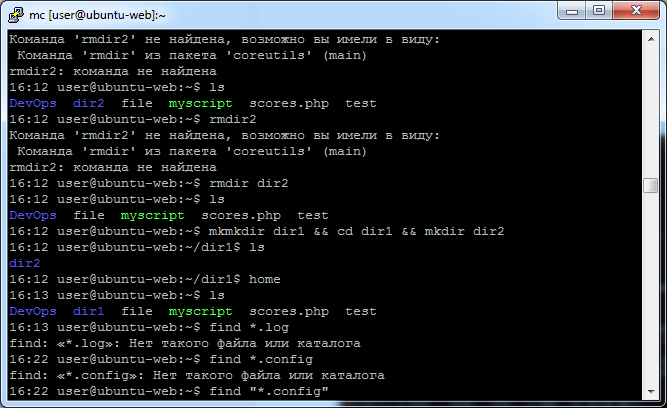 mc [user@ubuntu-web]:~
Команда 'rmdir2' не найдена, возможно вы имели в виду:
 Команда 'rmdir' из пакета 'coreutils' (main)
rmdir2: команда не найдена
16:12 user@ubuntu-web:~$ ls
DevOps  dir2  file  myscript  scores.php  test
16:12 user@ubuntu-web:~$ rmdir2
Команда 'rmdir2' не найдена, возможно вы имели в виду:
 Команда 'rmdir' из пакета 'coreutils' (main)
rmdir2: команда не найдена
16:12 user@ubuntu-web:~$ rmdir dir2
16:12 user@ubuntu-web:~$ ls
DevOps  file  myscript  scores.php  test
16:12 user@ubuntu-web:~$ mkmkdir dir1 && cd dir1 && mkdir dir2
16:12 user@ubuntu-web:~/dir1$ ls
dir2
16:12 user@ubuntu-web:~/dir1$ home
16:13 user@ubuntu-web:~$ ls
DevOps  dir1  file  myscript  scores.php  test
16:13 user@ubuntu-web:~$ find *.log
find: «*.log»: Нет такого файла или каталога
16:22 user@ubuntu-web:~$ find *.config
find: «*.config»: Нет такого файла или каталога
16:22 user@ubuntu-web:~$ find "*.config"